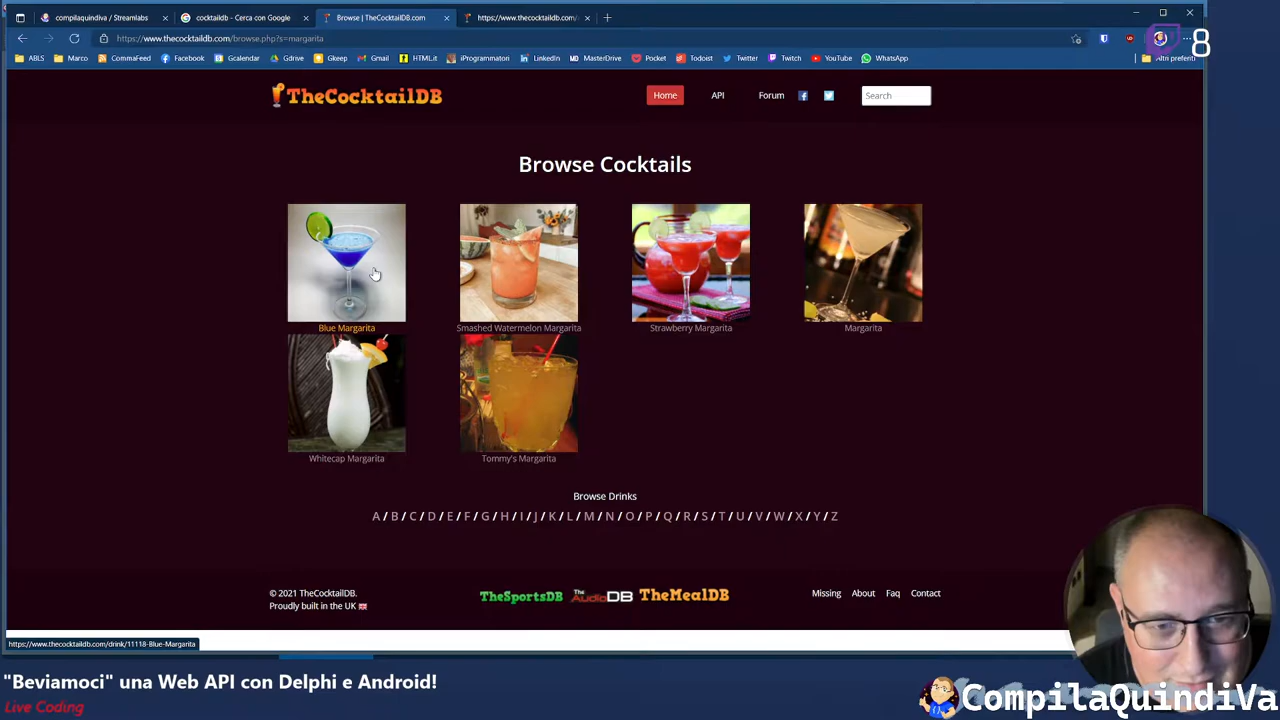 compilaquindiva / Streamlabs
cocktaildb - Cerca con Google
Browse | TheCocktailDB.com
https://www.thecocktaildb.com/
https://www.thecocktaildb.com/browse.php?s=margarita
8
ABLS
Marco
CommaFeed
Facebook
Gcalendar
Gdrive
Gkeep
Gmail
HTML.it
iProgrammaton
LinkedIn
MasterDrive
Pocket
Todoist
Twitter
Twitch
YouTube
WhatsApp
Altri preferiti
TheCocktailDB
Home
API
Forum
Search
Browse Cocktails
Blue Margarita
Smashed Watermelon Margarita
Strawberry Margarita
Margarita
Whitecap Margarita
Tommy's Margarita
Browse Drinks
A / B / C / D / E / F / G / H / I / J / K / L / M / N / O / P / Q / R / S / T / U / V / W / X / Y / Z
© 2021 TheCocktailDB.
Proudly built in the UK
TheSportsDB
The AudioDB
TheMealDB
Missing
About
Faq
Contact
https://www.thecocktaildb.com/drink/11118-Blue-Margarita
"Beviamoci" una Web API con Delphi e Android!
Live Coding
CompilaQuindiVa